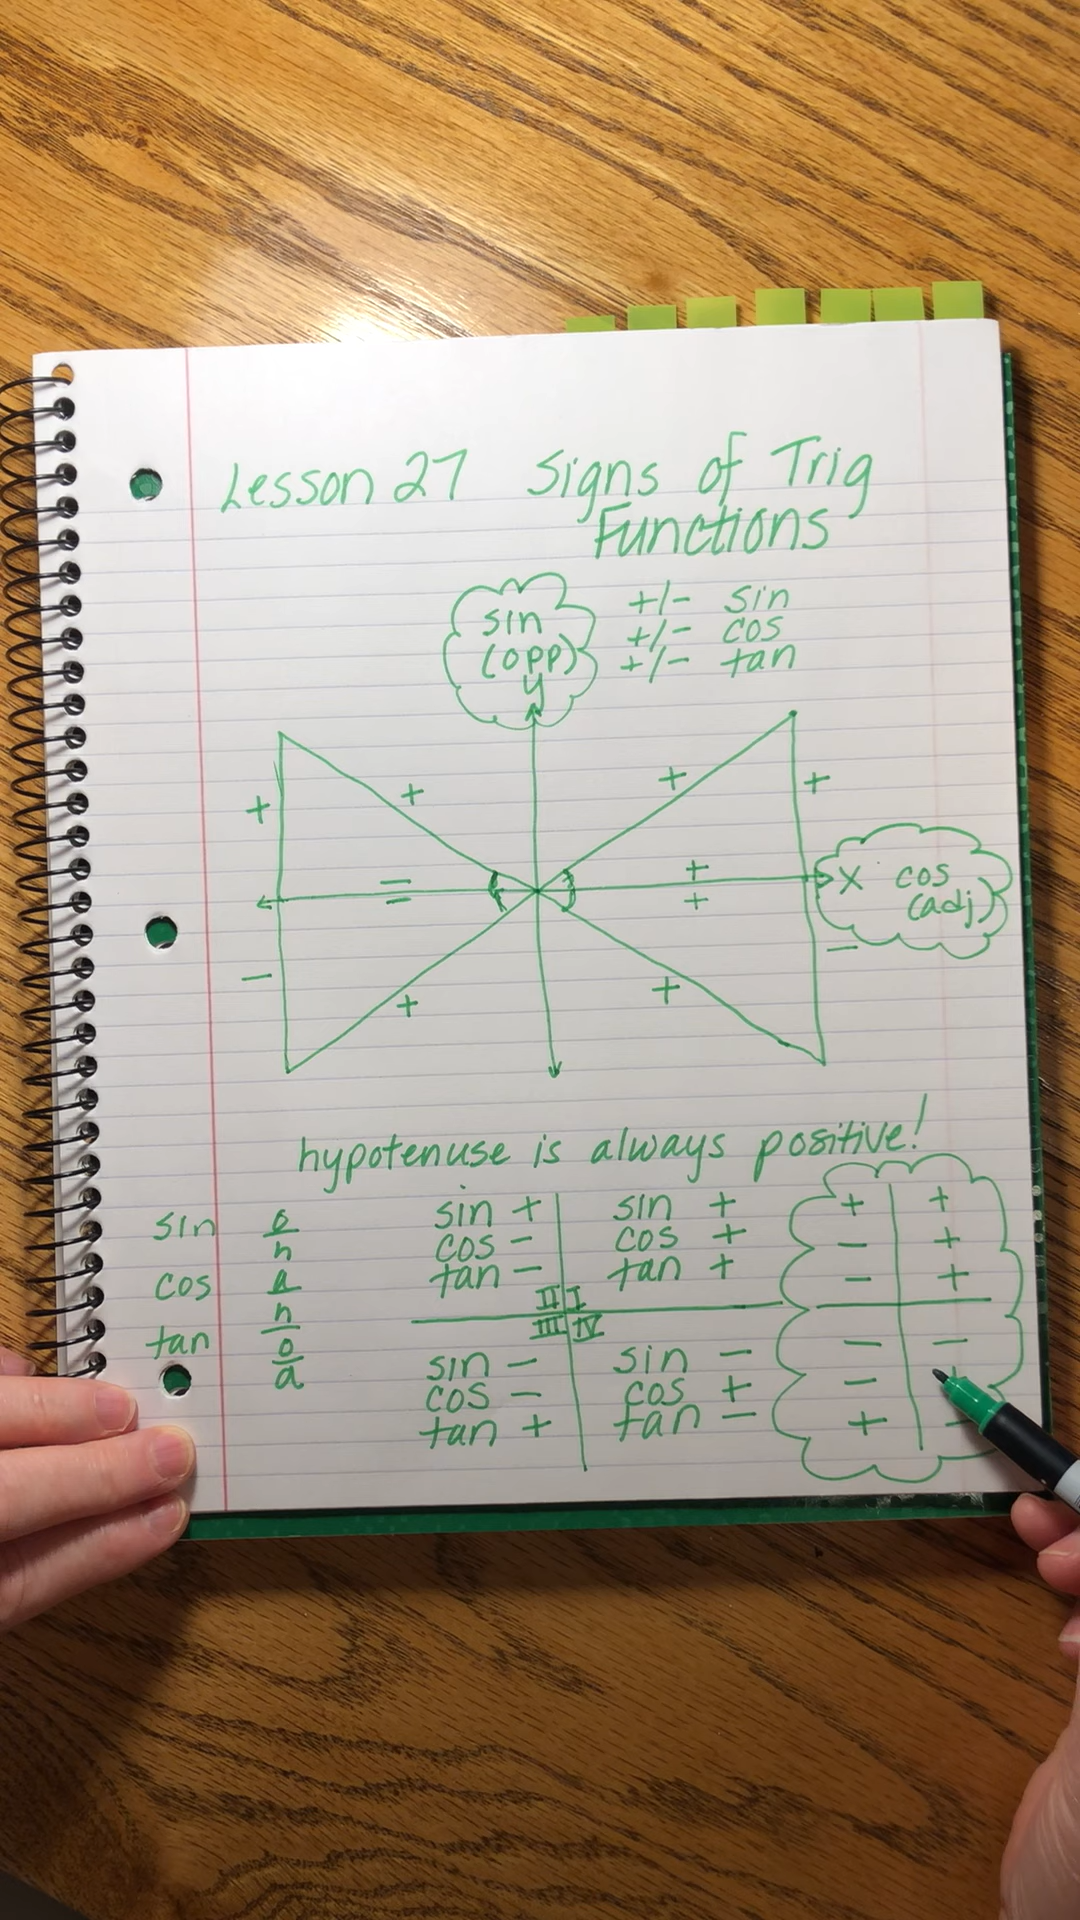 Lesson 27 Signs of Trig
Functions
sin
(opp)
y
+/- sin
+/- cos
+/- tan
+ + + +
x cos
(adj)
− +
− +
− + + −
hypotenuse is always positive!
sin o/h
cos a/h
tan o/a
sin + sin +
cos − cos +
tan − tan +
II I
III IV
sin − sin −
cos − cos +
tan + tan −
+ +
− +
− +
− −
−
+ −